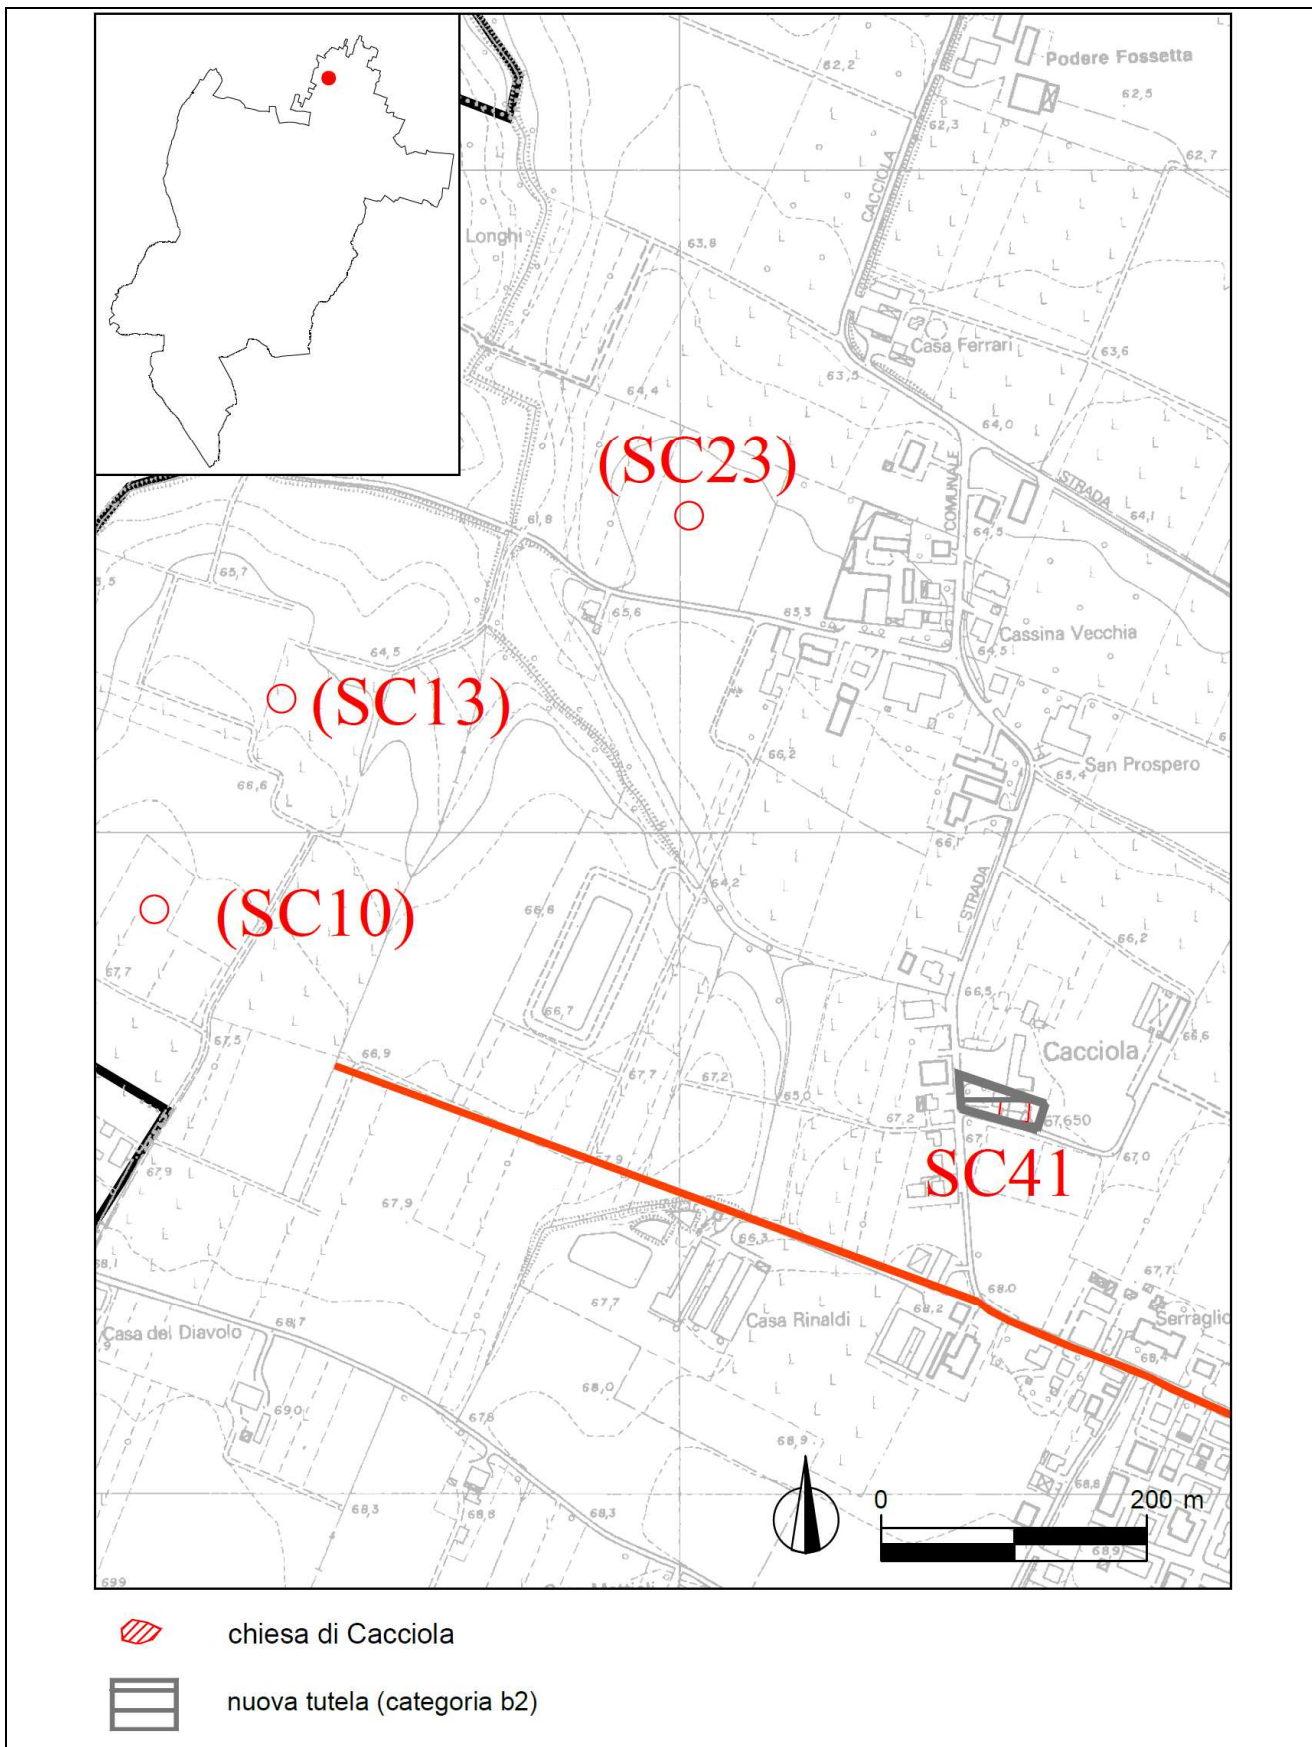 Podere Fossetta
62,2
62,5
62,3
62,7
CACCIOLA
Longhi
63,8
Casa Ferrari
63,6
63,5
64,4
64,0
(SC23)
STRADA
COMUNALE
64,1
61,8
64,5
65,7
65,6
65,3
Cassina Vecchia
64,5
64,5
(SC13)
66,2
San Prospero
65,4
66,6
66,1
64,2
STRADA
(SC10)
66,6
66,2
67,7
66,5
66,7
66,6
67,5
66,9
Cacciola
67,7
67,2
65,0
67,2
67,650
67,0
67,9
67,9
SC41
67,9
66,3
68,1
67,7
68,0
67,7
68,2
Casa Rinaldi
Serraglio
68,7
Casa del Diavolo
68,4
68,0
690
678
68,9
68,8
0
200 m
68,3
68,8
68,3
689
699
chiesa di Cacciola
nuova tutela (categoria b2)